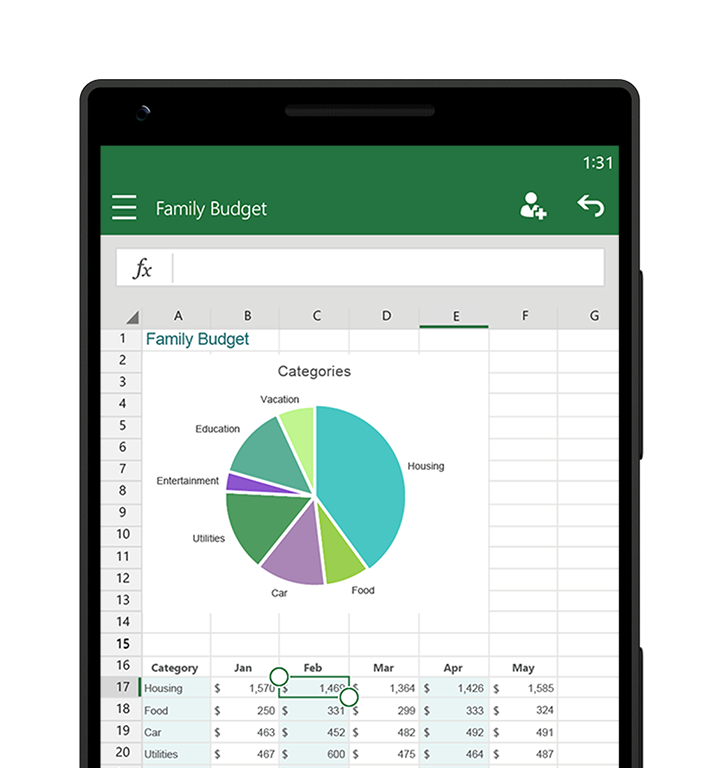 1:31
Family Budget
fx
A B C D E F G
1 Family Budget
2
Categories
3
4 Vacation
5 Education
6
7 Housing
8 Entertainment
9
10 Utilities
11
12
13 Car Food
14
15
16 Category Jan Feb Mar Apr May
17 Housing $ 1,570 $ 1,469 $ 1,364 $ 1,426 $ 1,585
18 Food $ 250 $ 331 $ 299 $ 333 $ 324
19 Car $ 463 $ 452 $ 482 $ 492 $ 491
20 Utilities $ 467 $ 600 $ 475 $ 464 $ 487